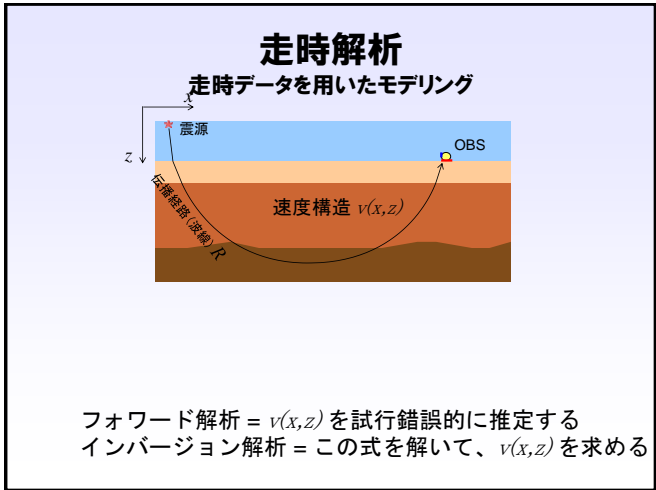 走時解析
走時データを用いたモデリング
x
震源
OBS
z
伝播経路(波線) R
速度構造 v(x,z)
フォワード解析 = v(x,z) を試行錯誤的に推定する
インバージョン解析 = この式を解いて、v(x,z) を求める